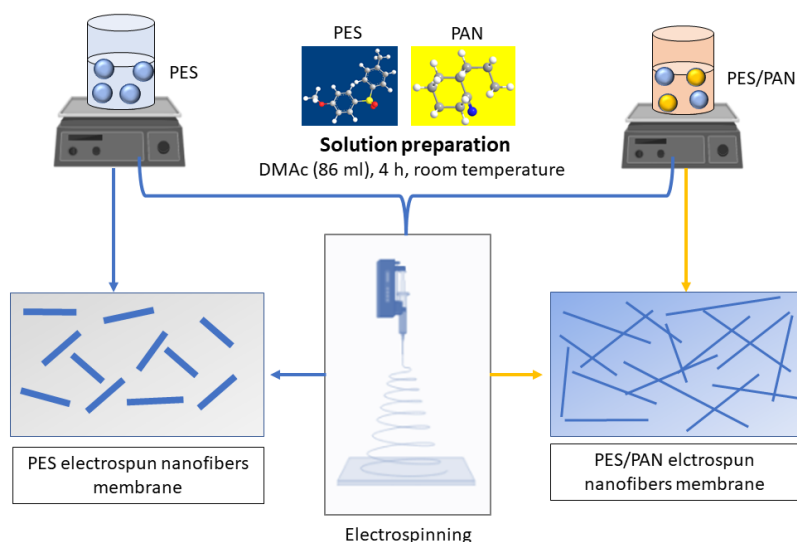 PES
PES
PAN
PES/PAN
Solution preparation
DMAc (86 ml), 4 h, room temperature
PES electrospun nanofibers
membrane
PES/PAN elctrospun
nanofibers membrane
Electrospinning